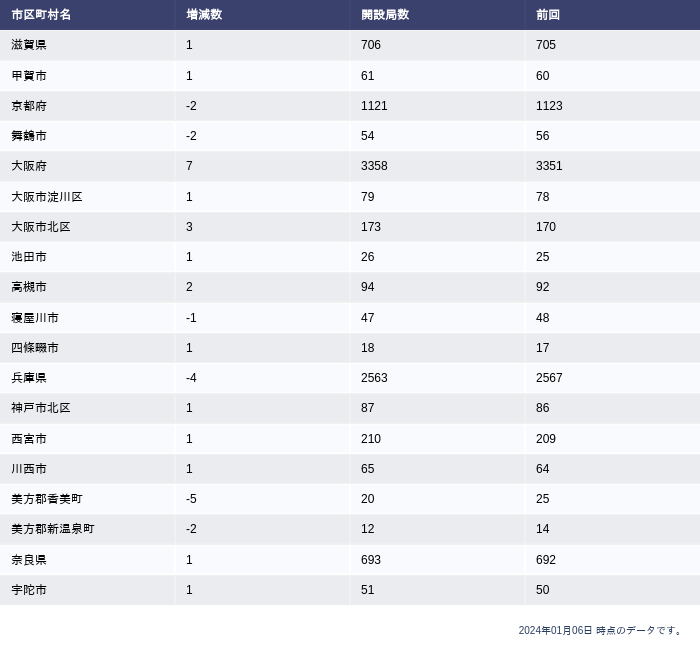 市区町村名 増減数 開設局数 前回
滋賀県 1 706 705
甲賀市 1 61 60
京都府 -2 1121 1123
舞鶴市 -2 54 56
大阪府 7 3358 3351
大阪市淀川区 1 79 78
大阪市北区 3 173 170
池田市 1 26 25
高槻市 2 94 92
寝屋川市 -1 47 48
四條畷市 1 18 17
兵庫県 -4 2563 2567
神戸市北区 1 87 86
西宮市 1 210 209
川西市 1 65 64
美方郡香美町 -5 20 25
美方郡新温泉町 -2 12 14
奈良県 1 693 692
宇陀市 1 51 50
2024年01月06日 時点のデータです。